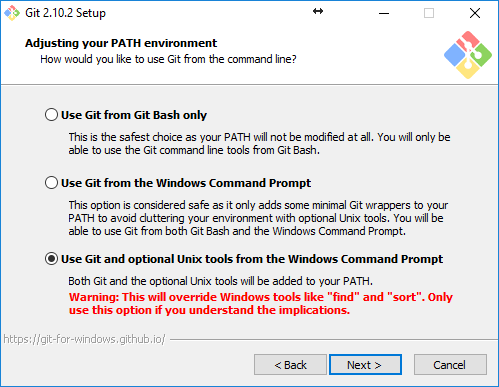 Git 2.10.2 Setup
Adjusting your PATH environment
How would you like to use Git from the command line?
Use Git from Git Bash only
This is the safest choice as your PATH will not be modified at all. You will only
be able to use the Git command line tools from Git Bash.
Use Git from the Windows Command Prompt
This option is considered safe as it only adds some minimal Git wrappers to your
PATH to avoid cluttering your environment with optional Unix tools. You will be
able to use Git from both Git Bash and the Windows Command Prompt.
Use Git and optional Unix tools from the Windows Command Prompt
Both Git and the optional Unix tools will be added to your PATH.
Warning: This will override Windows tools like "find" and "sort". Only
use this option if you understand the implications.
https://git-for-windows.github.io/
< Back
Next >
Cancel